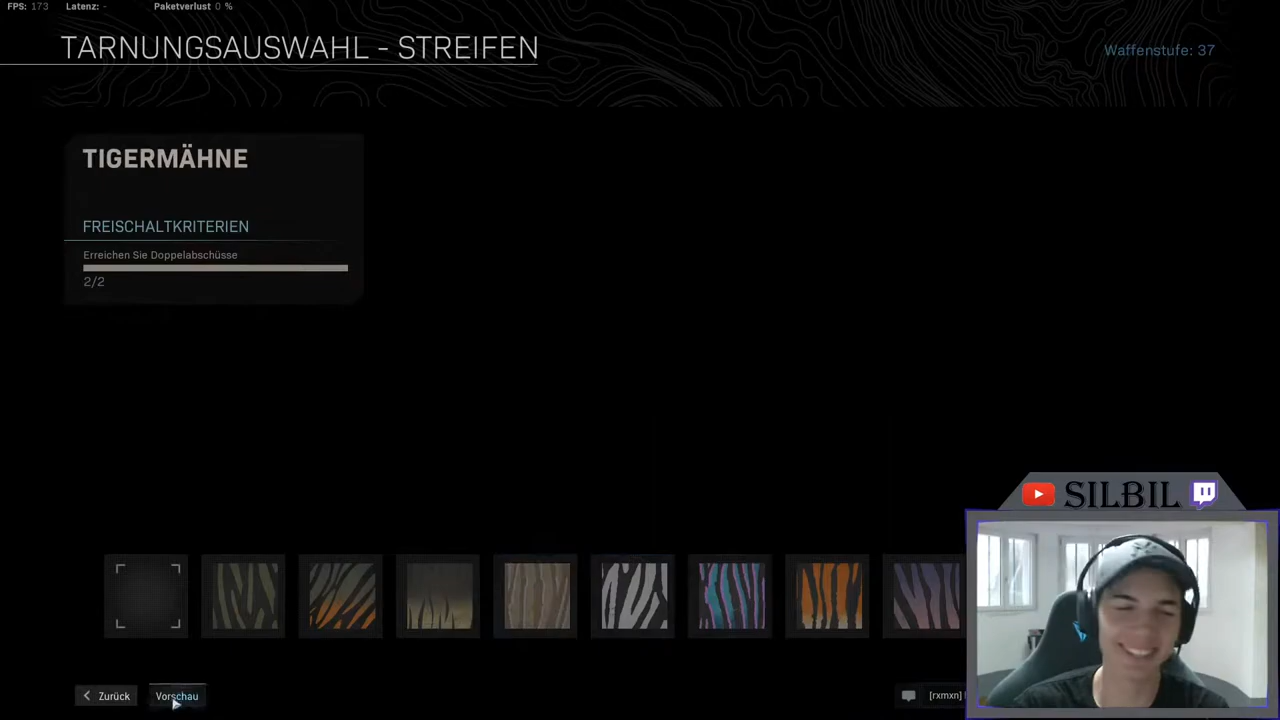 FPS: 173 Latenz: - Paketverlust 0 %
TARNUNGSAUSWAHL - STREIFEN
Waffenstufe: 37
TIGERMÄHNE
FREISCHALTKRITERIEN
Erreichen Sie Doppelabschüsse
2/2
SILBIL
Zurück
Vorschau
[rxmxn]